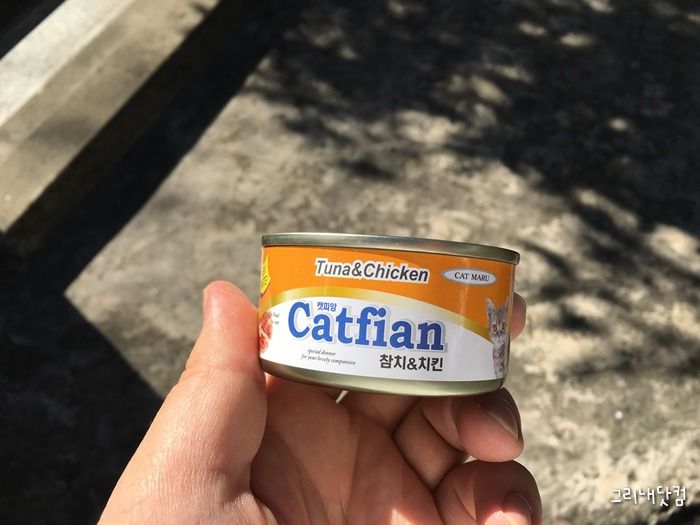 Tuna&Chicken
CAT MARU
캣피앙
Catfian
special dinner
for your lovely companion
참치&치킨
그리내닷컴